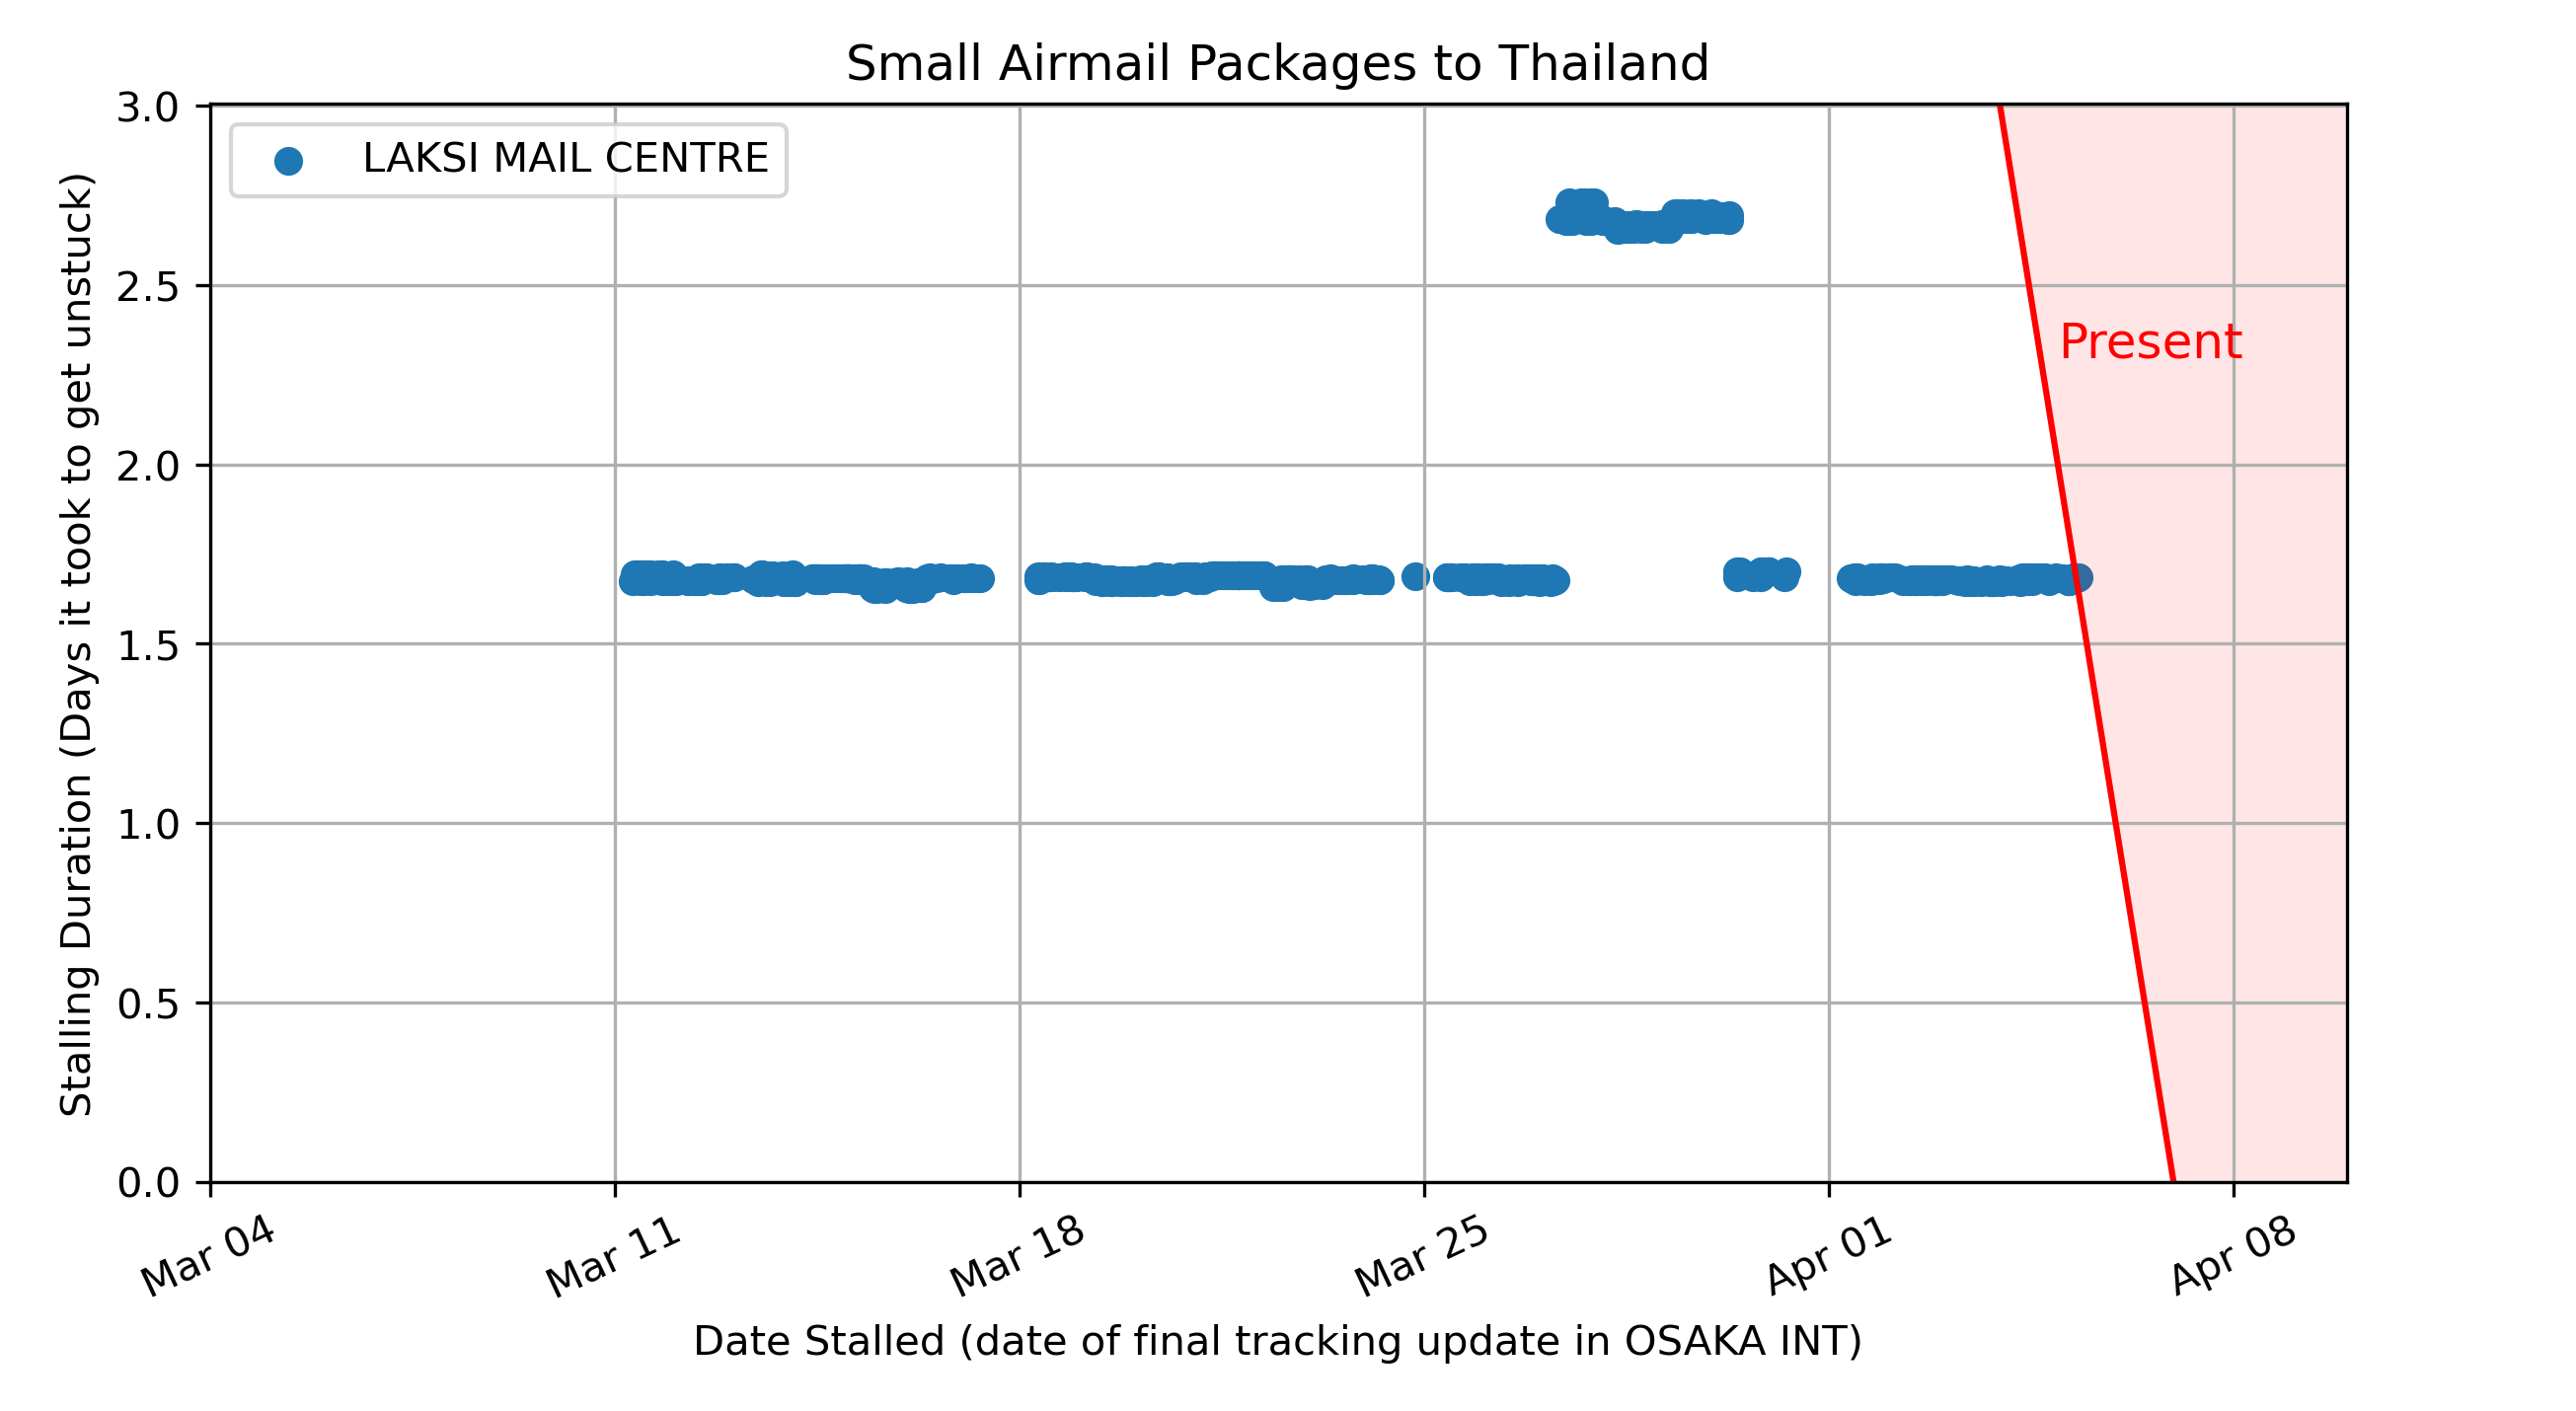 Small Airmail Packages to Thailand
LAKSI MAIL CENTRE
Present
Stalling Duration (Days it took to get unstuck)
3.0
2.5
2.0
1.5
1.0
0.5
0.0
Mar 04
Mar 11
Mar 18
Mar 25
Apr 01
Apr 08
Date Stalled (date of final tracking update in OSAKA INT)